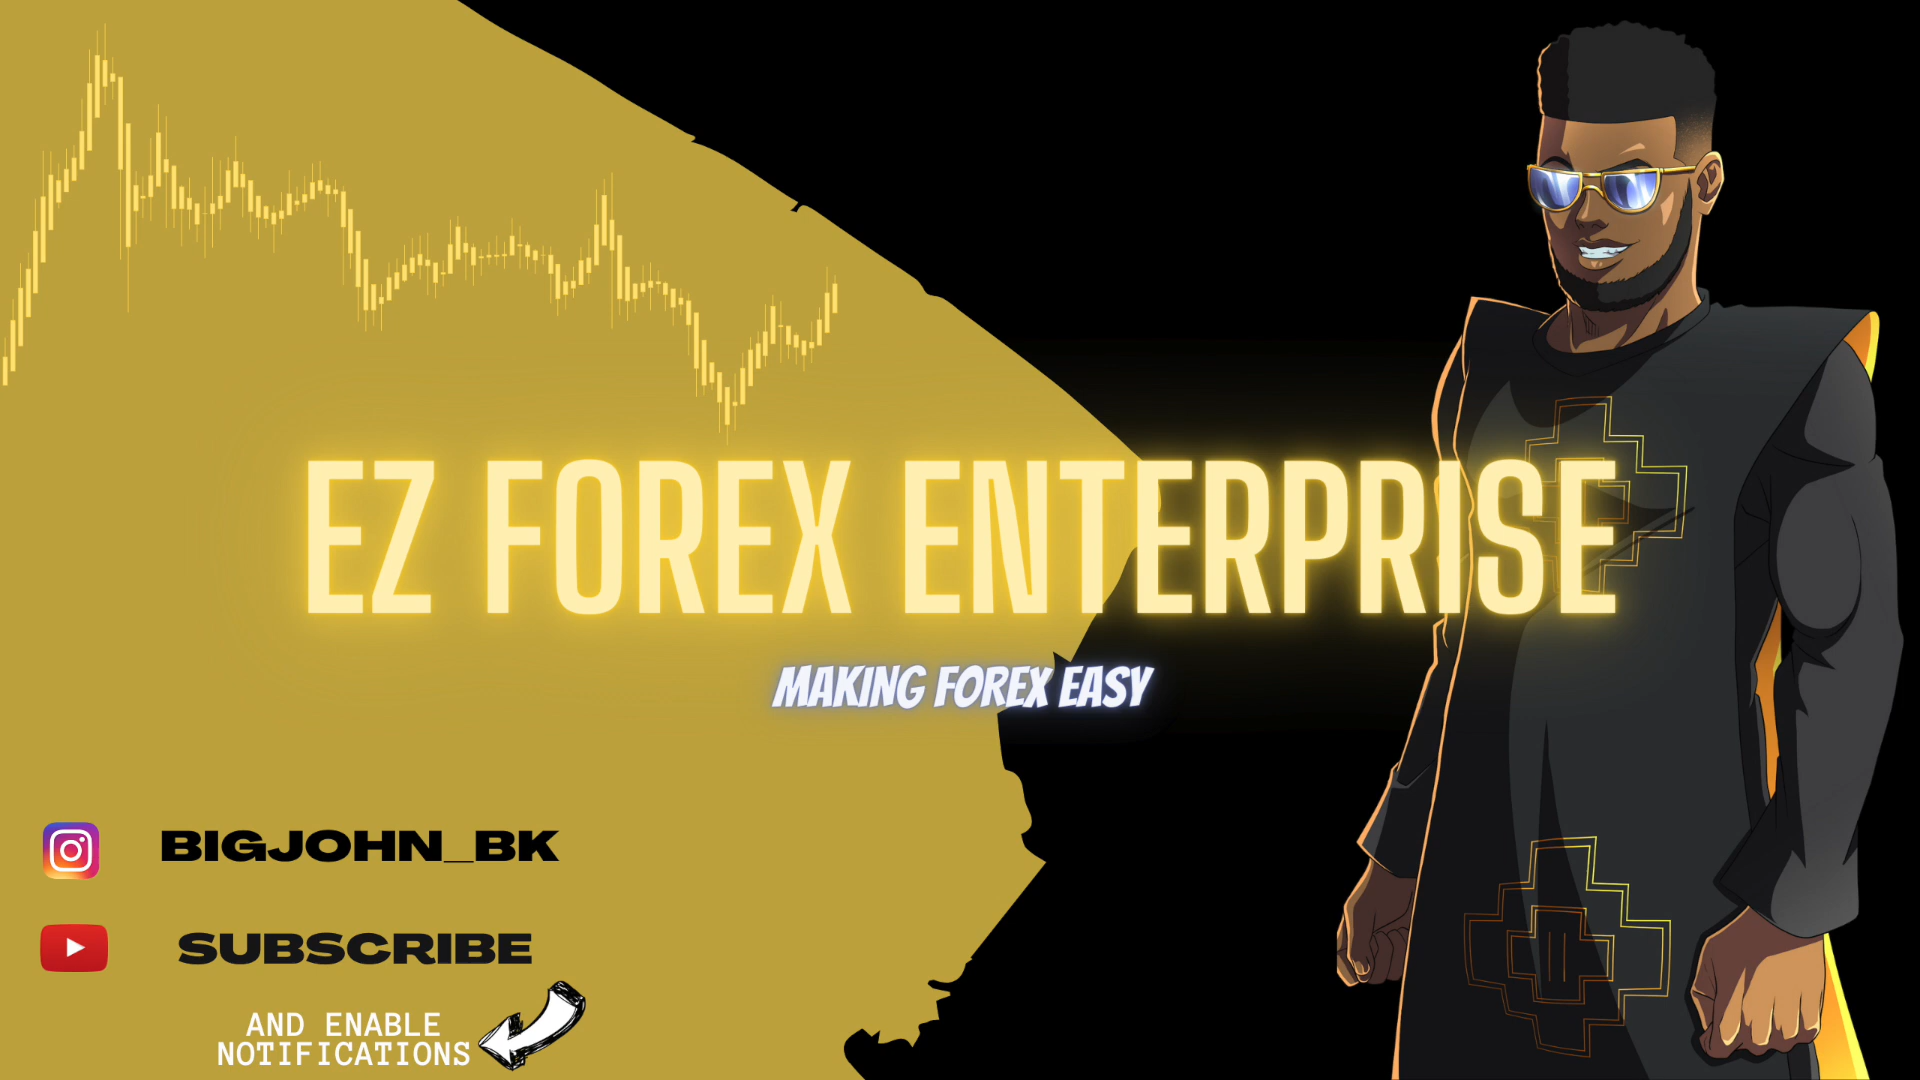 EZ FOREX ENTERPRISE
MAKING FOREX EASY
BIGJOHN_BK
SUBSCRIBE
AND ENABLE
NOTIFICATIONS